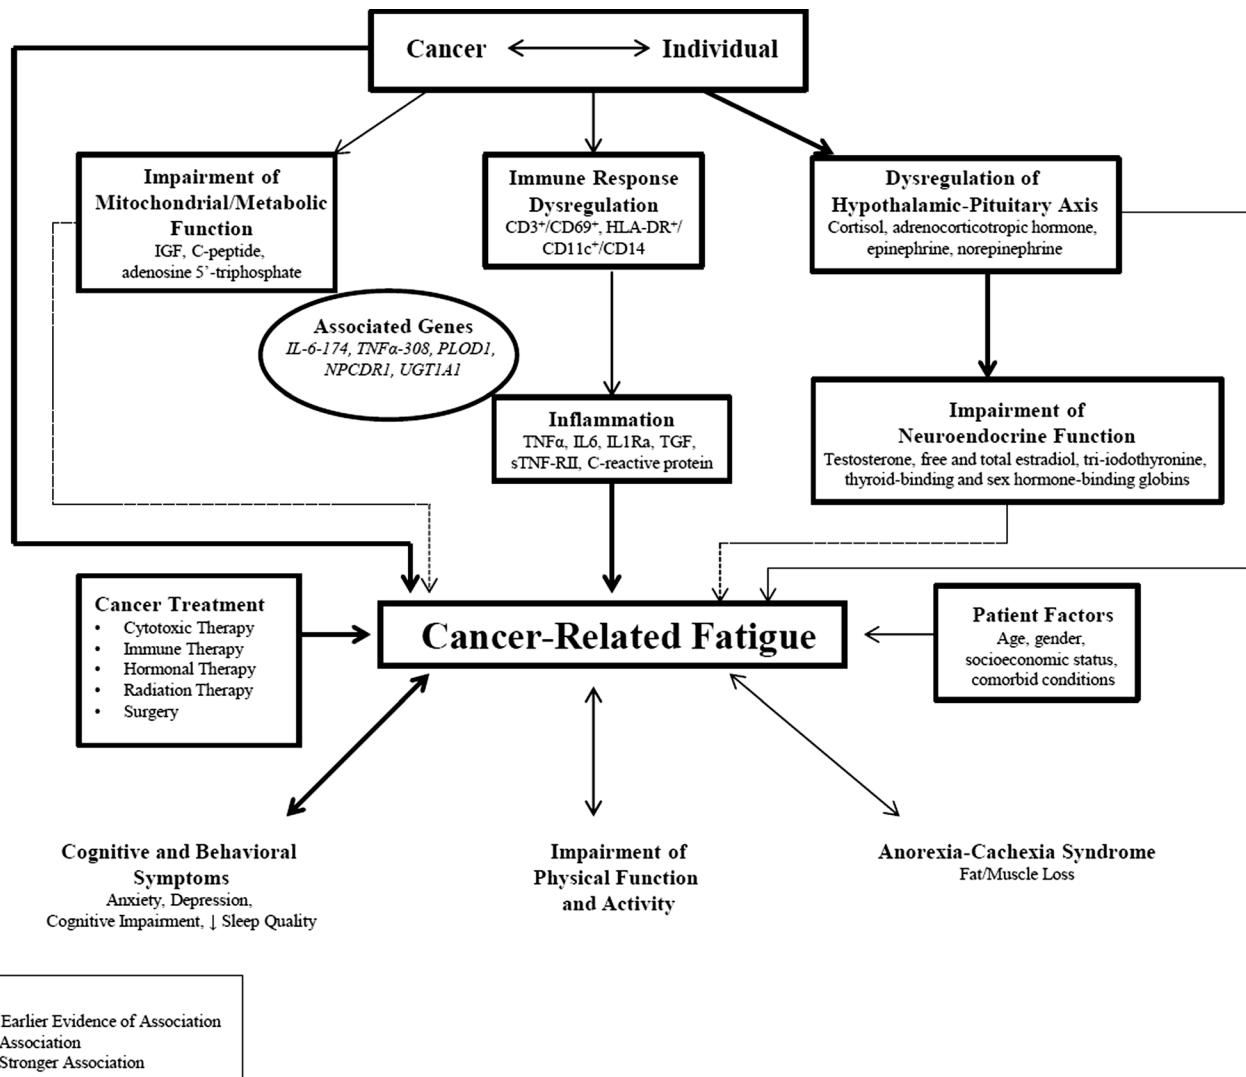 Cancer Individual
Impairment of
Mitochondrial/Metabolic
Function
IGF, C-peptide,
adenosine 5’-triphosphate
Immune Response
Dysregulation
CD3⁺/CD69⁺, HLA-DR⁺/
CD11c⁺/CD14
Dysregulation of
Hypothalamic-Pituitary Axis
Cortisol, adrenocorticotropic hormone,
epinephrine, norepinephrine
Associated Genes
IL-6-174, TNFα-308, PLOD1,
NPCDR1, UGT1A1
Inflammation
TNFα, IL6, IL1Ra, TGF,
sTNF-RII, C-reactive protein
Impairment of
Neuroendocrine Function
Testosterone, free and total estradiol, tri-iodothyronine,
thyroid-binding and sex hormone-binding globins
Cancer Treatment
• Cytotoxic Therapy
• Immune Therapy
• Hormonal Therapy
• Radiation Therapy
• Surgery
Cancer-Related Fatigue
Patient Factors
Age, gender,
socioeconomic status,
comorbid conditions
Cognitive and Behavioral
Symptoms
Anxiety, Depression,
Cognitive Impairment, ↓ Sleep Quality
Impairment of
Physical Function
and Activity
Anorexia-Cachexia Syndrome
Fat/Muscle Loss
Earlier Evidence of Association
Association
Stronger Association